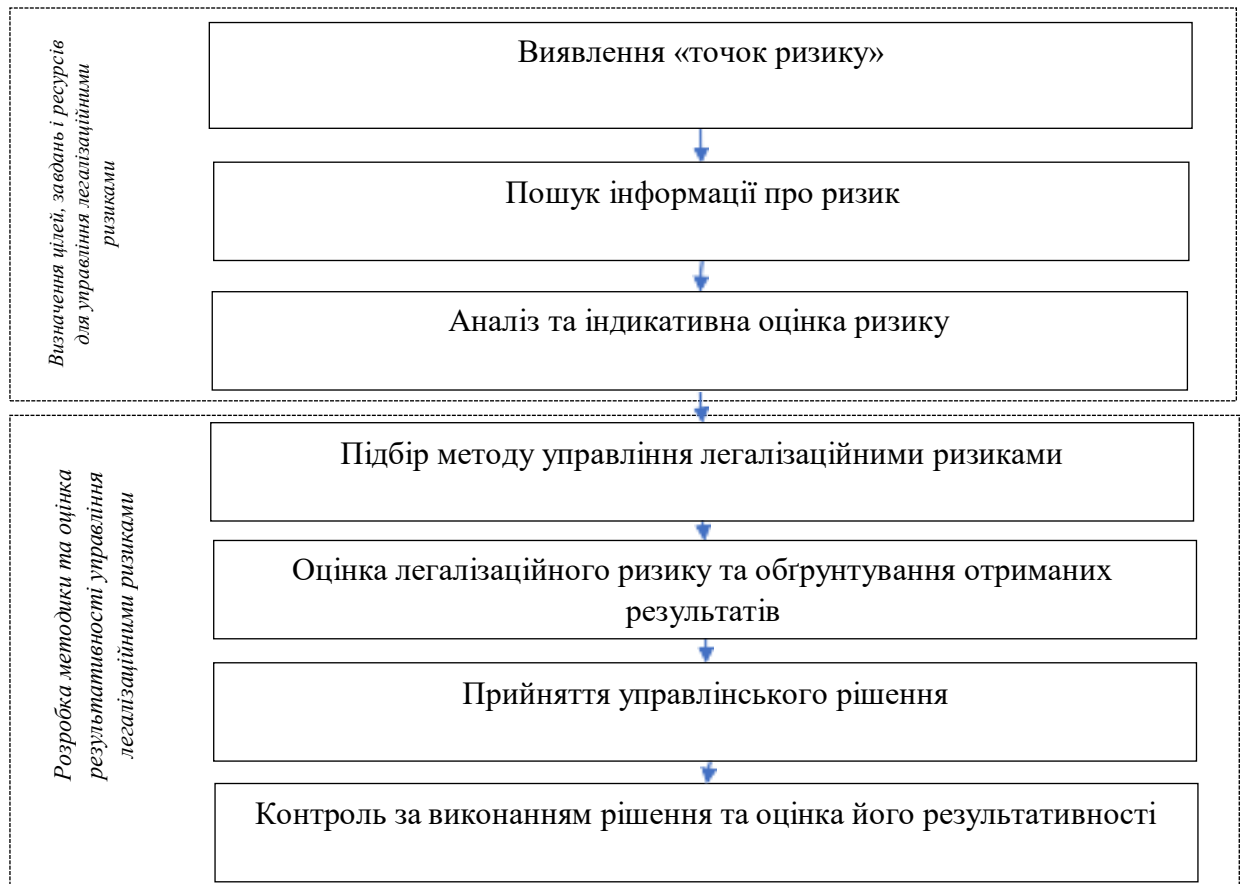 Визначення цілей, завдань і ресурсів
для управління легалізаційними
ризиками
Виявлення «точок ризику»
Пошук інформації про ризик
Аналіз та індикативна оцінка ризику
Розробка методики та оцінка
результативності управління
легалізаційними ризиками
Підбір методу управління легалізаційними ризиками
Оцінка легалізаційного ризику та обґрунтування отриманих
результатів
Прийняття управлінського рішення
Контроль за виконанням рішення та оцінка його результативності